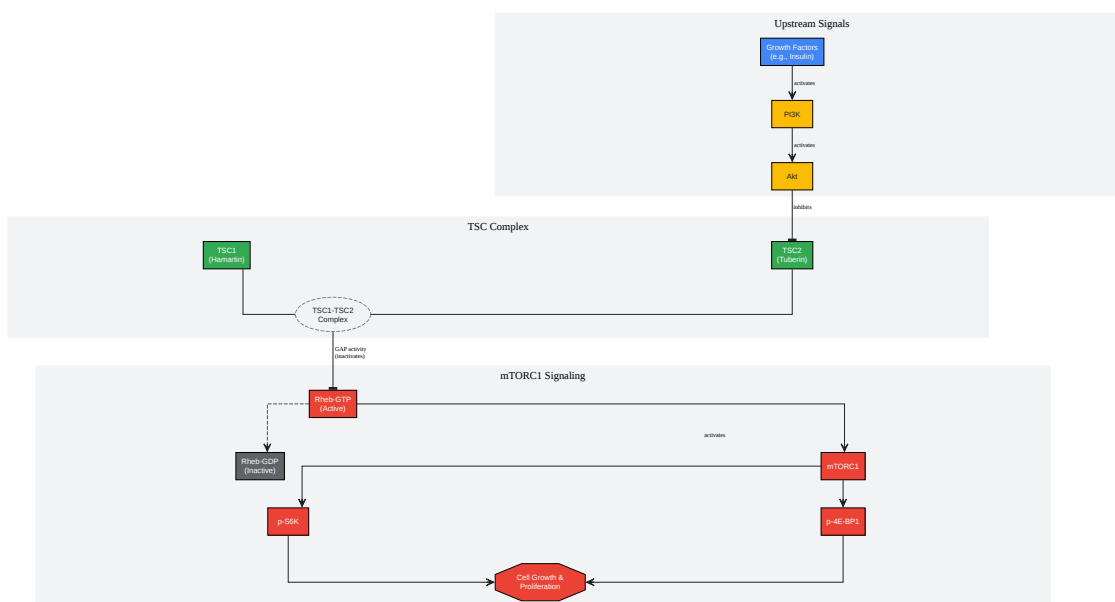 Upstream Signals
Growth Factors
(e.g., Insulin)
activates
PI3K
activates
Akt
inhibits
TSC Complex
TSC1
(Hamartin)
TSC2
(Tuberin)
TSC1-TSC2
Complex
GAP activity
(inactivates)
mTORC1 Signaling
Rheb-GTP
(Active)
activates
Rheb-GDP
(Inactive)
mTORC1
p-S6K
p-4E-BP1
Cell Growth &
Proliferation